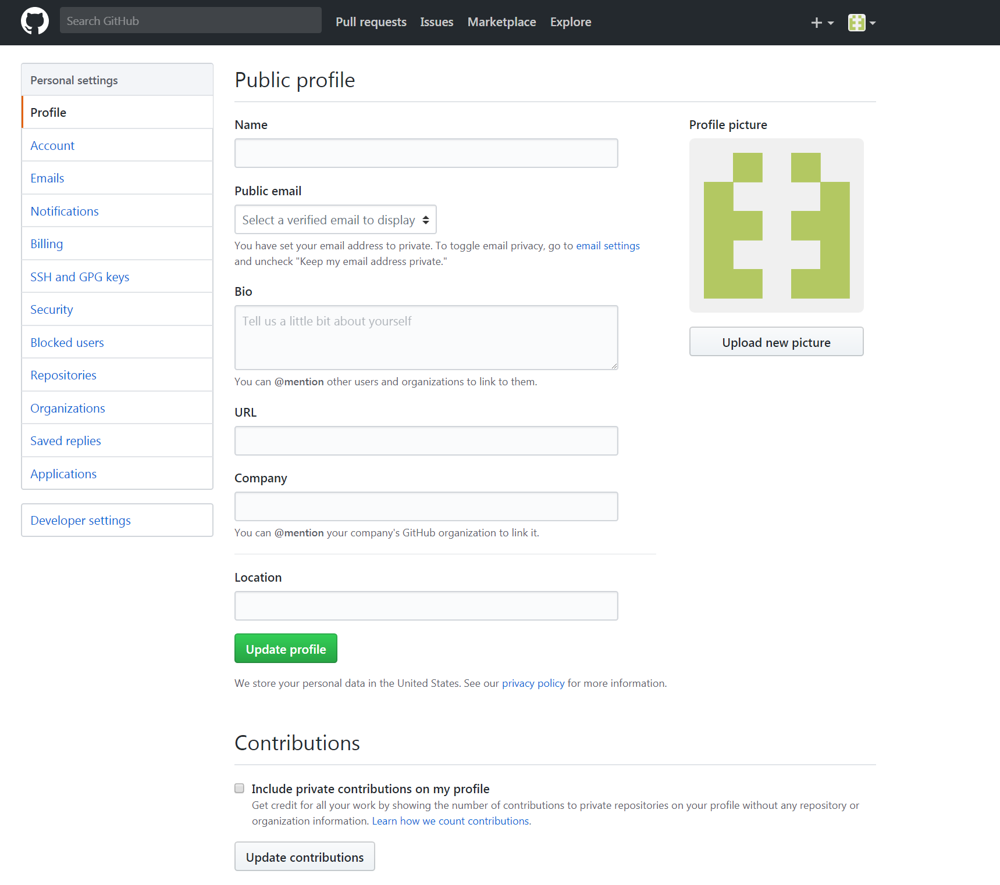 Search GitHub
Pull requests
Issues
Marketplace
Explore
Personal settings
Profile
Account
Emails
Notifications
Billing
SSH and GPG keys
Security
Blocked users
Repositories
Organizations
Saved replies
Applications
Developer settings
Public profile
Name
Public email
Select a verified email to display
You have set your email address to private. To toggle email privacy, go to email settings
and uncheck "Keep my email address private."
Bio
Tell us a little bit about yourself
You can @mention other users and organizations to link to them.
URL
Company
You can @mention your company's GitHub organization to link it.
Location
Update profile
We store your personal data in the United States. See our privacy policy for more information.
Profile picture
Upload new picture
Contributions
Include private contributions on my profile
Get credit for all your work by showing the number of contributions to private repositories on your profile without any repository or
organization information. Learn how we count contributions.
Update contributions